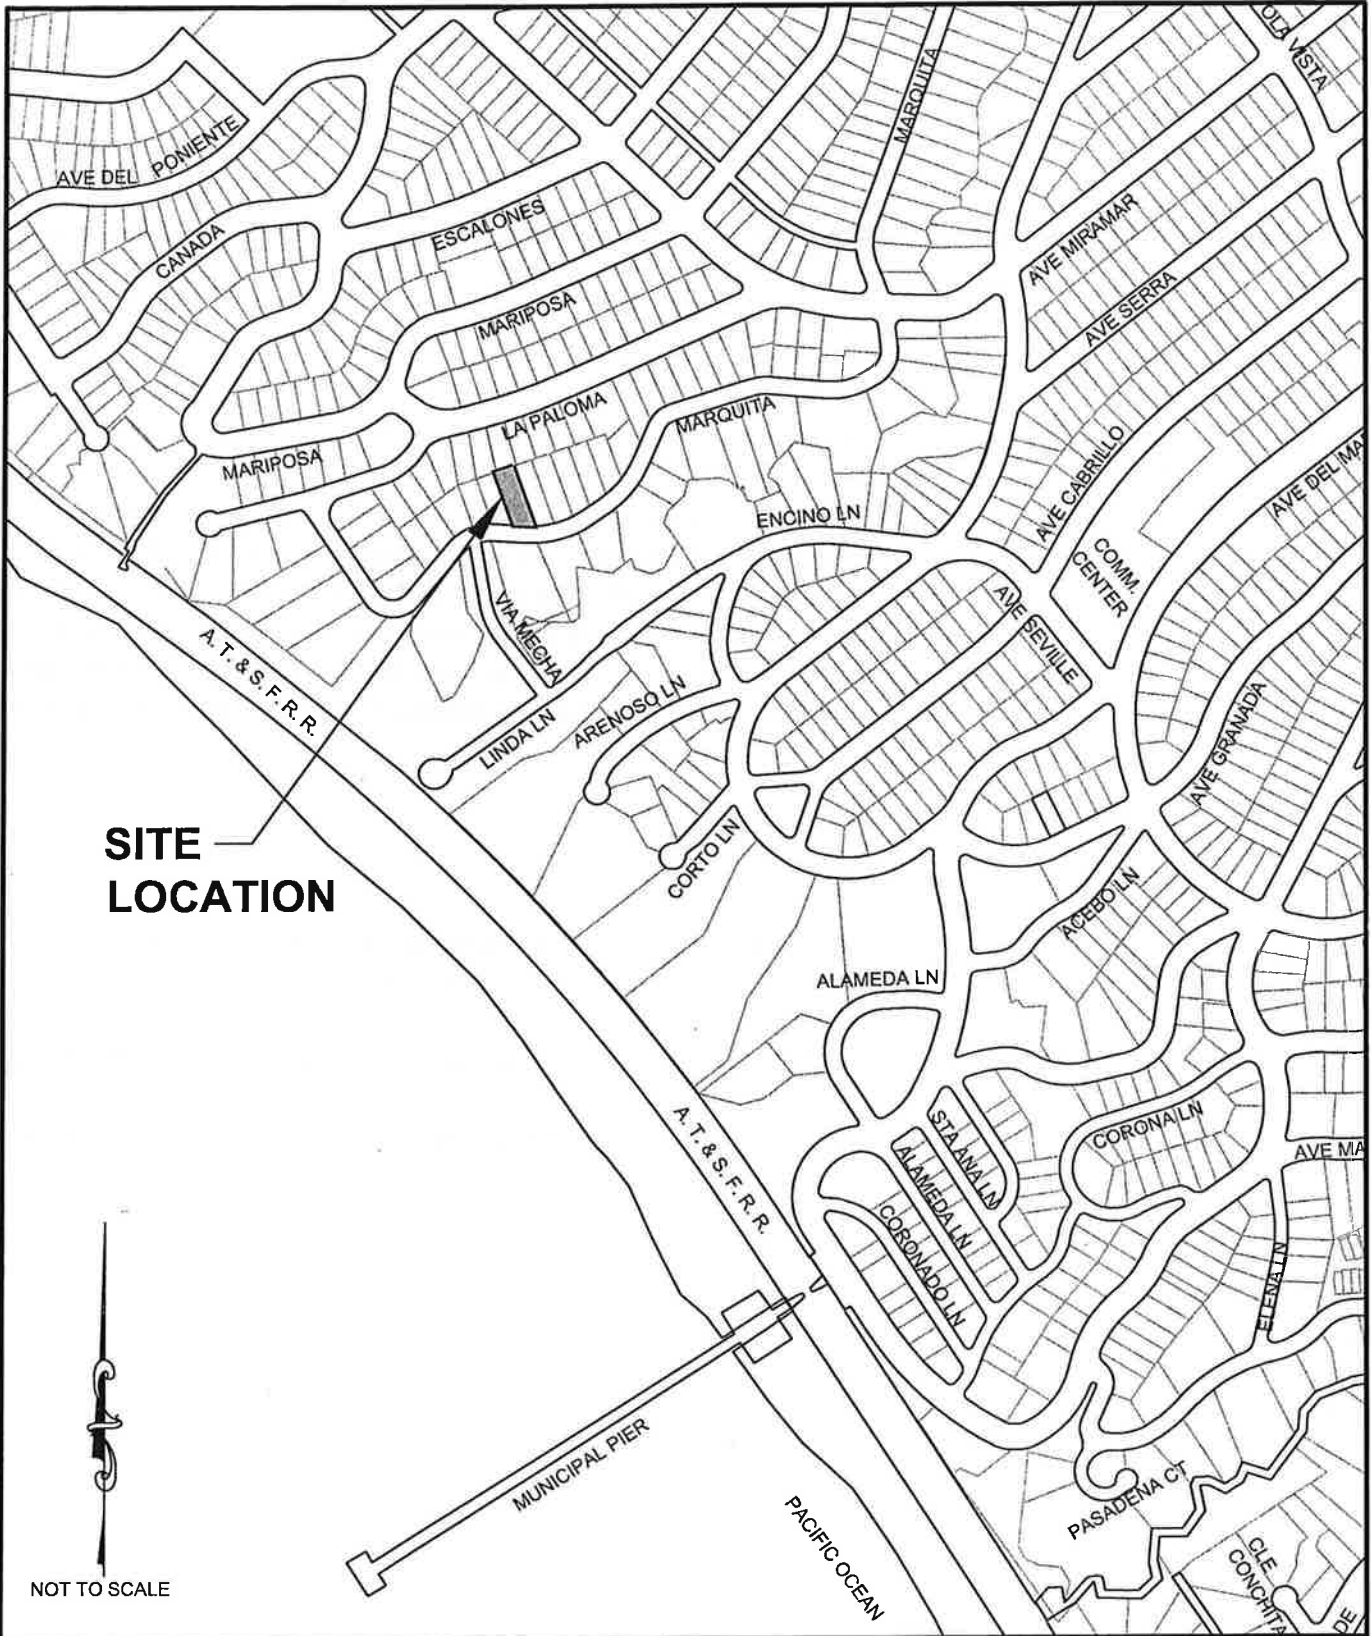 OLA VISTA
MARQUITA
AVE DEL PONIENTE
ESCALONES
CANADA
AVE MIRAMAR
AVE SERRA
MARIPOSA
LA PALOMA
MARQUITA
MARIPOSA
AVE CABRILLO
AVE DEL MA
ENCINO LN
COMM.
CENTER
AVE SEVILLE
VIA MECHA
A. T. & S. F. R. R.
LINDA LN
ARENOSO LN
AVE GRANADA
SITE
LOCATION
CORTO LN
ACEBO LN
ALAMEDA LN
A. T. & S. F. R. R.
STA ANA LN
CORONA LN
AVE MA
ALAMEDA LN
CORONADO LN
ELENA LN
MUNICIPAL PIER
PASADENA CT
PACIFIC OCEAN
CLE
CONCHITA
DE
NOT TO SCALE